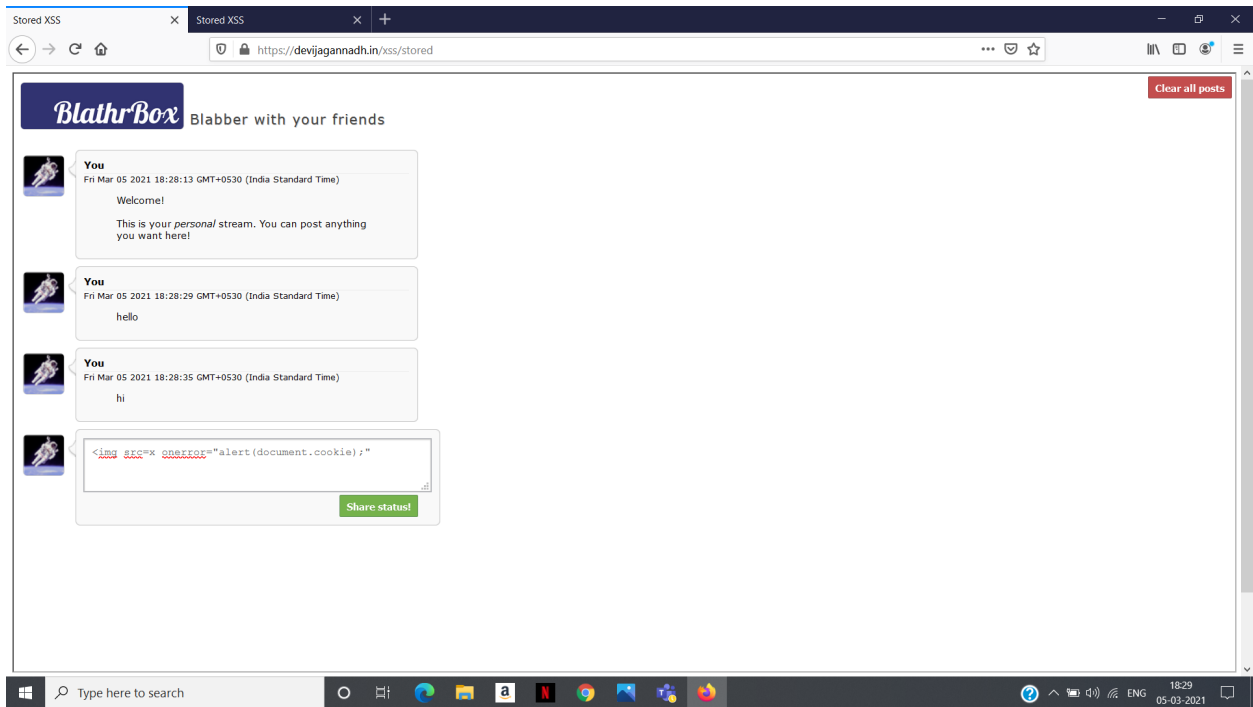 Stored XSS
Stored XSS
https://devijagannadh.in/xss/stored
Clear all posts
BlathrBox Blabber with your friends
You
Fri Mar 05 2021 18:28:13 GMT+0530 (India Standard Time)
Welcome!
This is your personal stream. You can post anything
you want here!
You
Fri Mar 05 2021 18:28:29 GMT+0530 (India Standard Time)
hello
You
Fri Mar 05 2021 18:28:35 GMT+0530 (India Standard Time)
hi
<img src=x onerror="alert(document.cookie);"
Share status!
Type here to search
a
N
ENG
18:29
05-03-2021